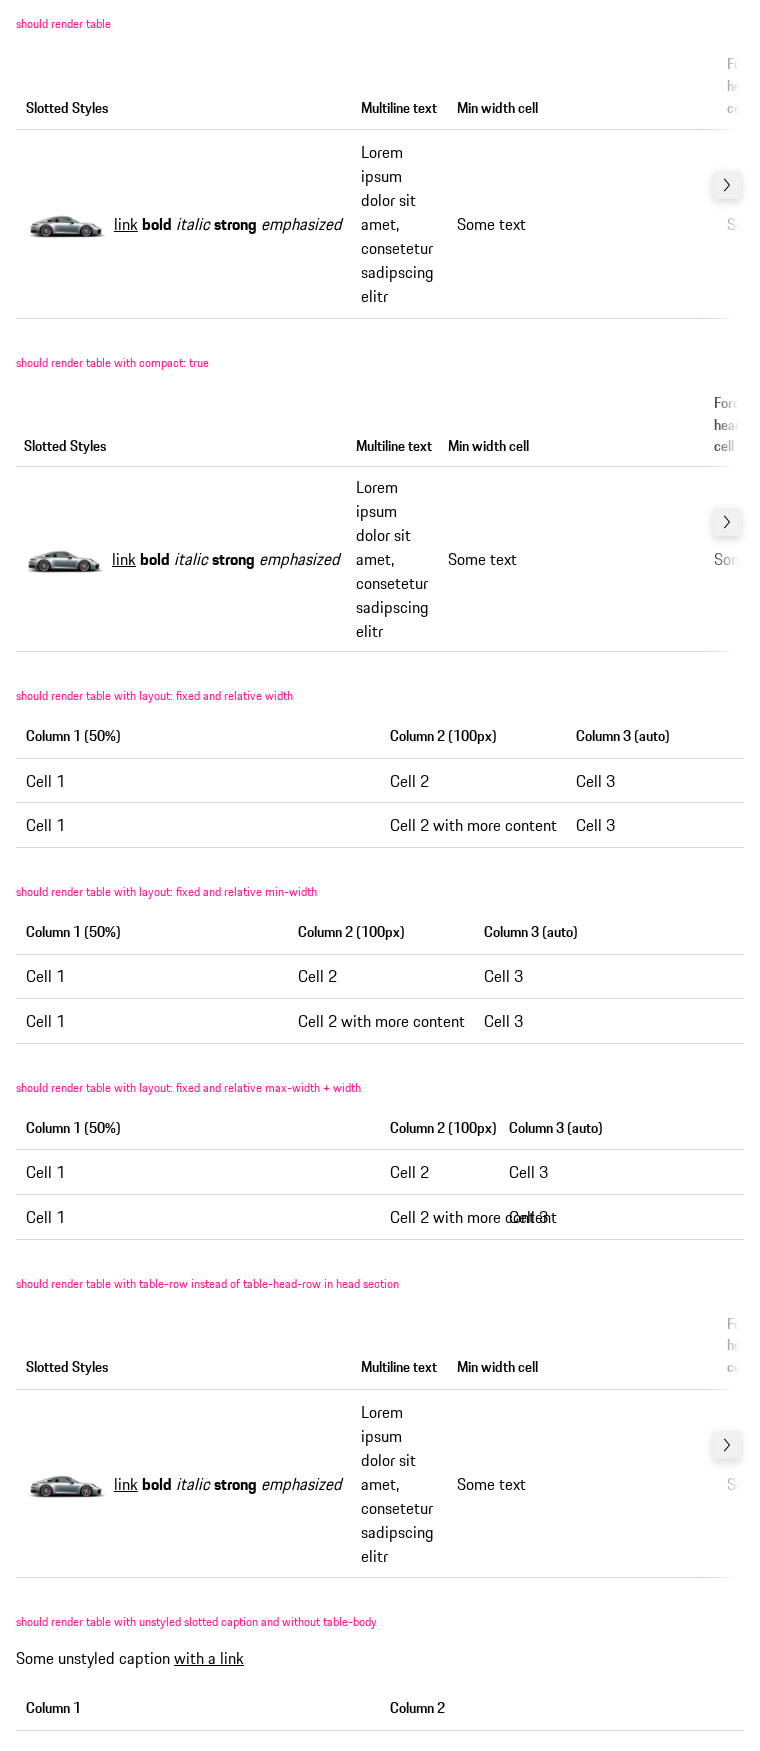 should render table
Slotted Styles Multiline text Min width cell
Lorem
ipsum
dolor sit
link bold italic strong emphasized amet, Some text
consetetur
sadipscing
elitr
should render table with compact: true
Slotted Styles Multiline text Min width cell cell
Lorem
ipsum
dolor sit
link bold italic strong emphasized amet, Some text
consetetur
sadipscing
elitr
should render table with layout: fixed and relative width
Column 1 (50%) Column 2 (100px) Column 3 (auto)
Cell 1 Cell 2 Cell 3
Cell 1 Cell 2 with more content Cell 3
should render table with layout: fixed and relative min-width
Column 1 (50%) Column 2 (100px) Column 3 (auto)
Cell 1 Cell 2 Cell 3
Cell 1 Cell 2 with more content Cell 3
should render table with layout: fixed and relative max-width + width
Column 1 (50%) Column 2 (100px) Column 3 (auto)
Cell 1 Cell 2 Cell 3
Cell 1 Cell 2 with more content Cell 3
should render table with table-row instead of table-head-row in head section
Slotted Styles Multiline text Min width cell
Lorem
ipsum
dolor sit
link bold italic strong emphasized amet, Some text
consetetur
sadipscing
elitr
should render table with unstyled slotted caption and without table-body
Some unstyled caption with a link
Column 1 Column 2